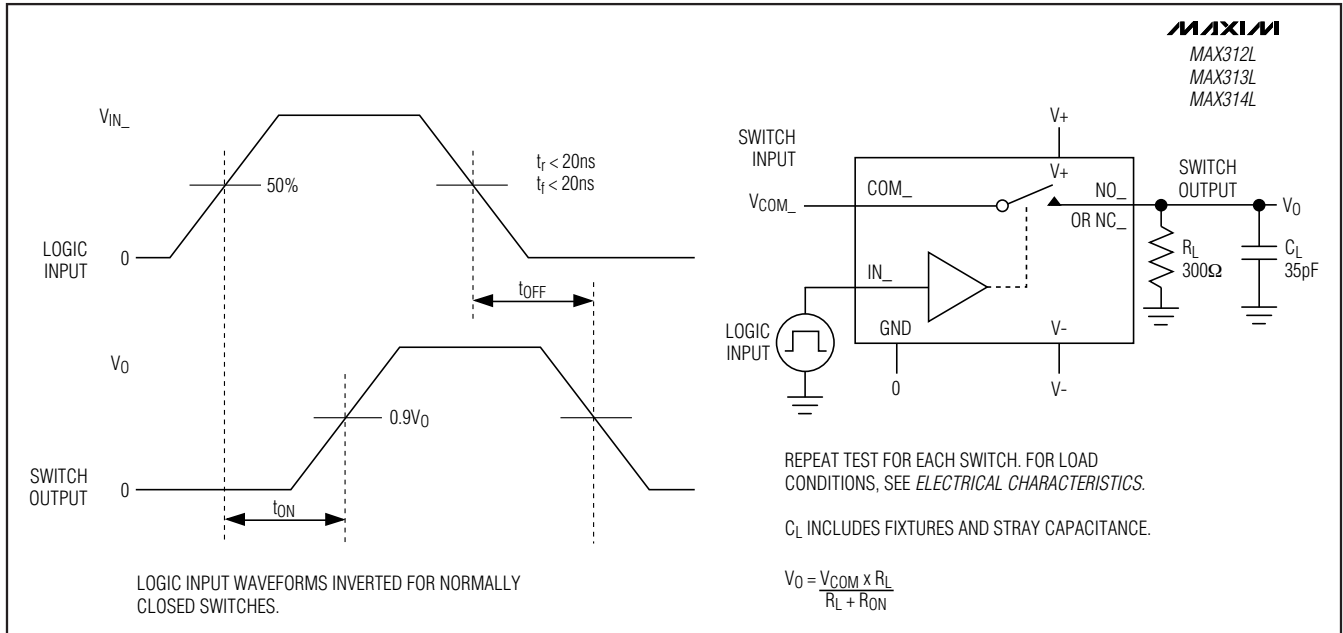 V_IN_
50%
t_r < 20ns
t_f < 20ns
LOGIC
INPUT
0
t_OFF
V_O
0.9V_O
SWITCH
OUTPUT
0
t_ON
LOGIC INPUT WAVEFORMS INVERTED FOR NORMALLY
CLOSED SWITCHES.
MAXIM
MAX312L
MAX313L
MAX314L
SWITCH
INPUT
V+
V+
SWITCH
OUTPUT
V_COM_
COM_
NO_
OR NC_
V_O
R_L
300Ω
C_L
35pF
IN_
LOGIC
INPUT
GND
V-
0
V-
REPEAT TEST FOR EACH SWITCH. FOR LOAD
CONDITIONS, SEE ELECTRICAL CHARACTERISTICS.
C_L INCLUDES FIXTURES AND STRAY CAPACITANCE.
V_O = V_COM x R_L
R_L + R_ON